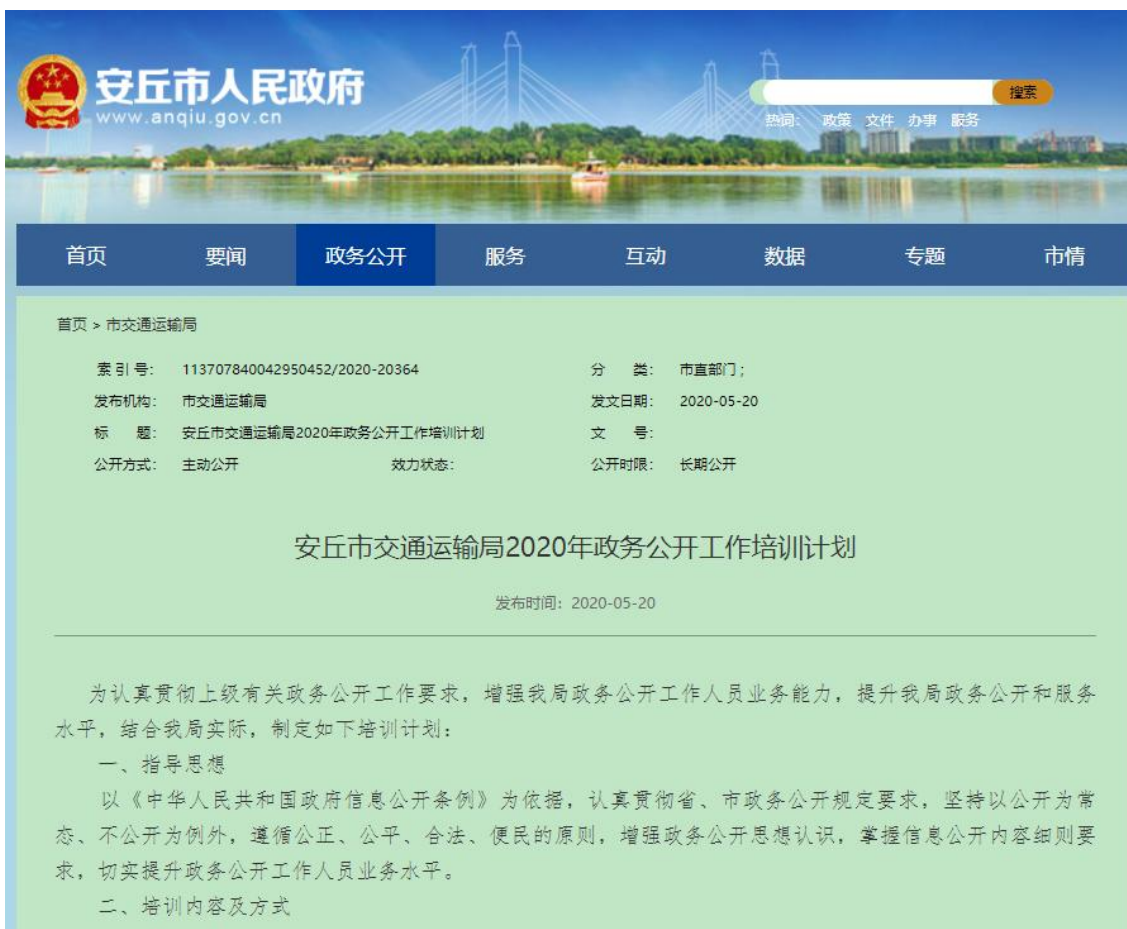 安丘市人民政府
www.anqiu.gov.cn
搜索
热词： 政策 文件 办事 服务
首页 要闻 政务公开 服务 互动 数据 专题 市情
首页 > 市交通运输局
索 引 号： 113707840042950452/2020-20364 分 类： 市直部门 ;
发布机构： 市交通运输局 发文日期： 2020-05-20
标 题： 安丘市交通运输局2020年政务公开工作培训计划 文 号：
公开方式： 主动公开 效力状态： 公开时限： 长期公开
安丘市交通运输局2020年政务公开工作培训计划
发布时间：2020-05-20
为认真贯彻上级有关政务公开工作要求，增强我局政务公开工作人员业务能力，提升我局政务公开和服务
水平，结合我局实际，制定如下培训计划：
一、指导思想
以《中华人民共和国政府信息公开条例》为依据，认真贯彻省、市政务公开规定要求，坚持以公开为常
态、不公开为例外，遵循公正、公平、合法、便民的原则，增强政务公开思想认识，掌握信息公开内容细则要
求，切实提升政务公开工作人员业务水平。
二、培训内容及方式